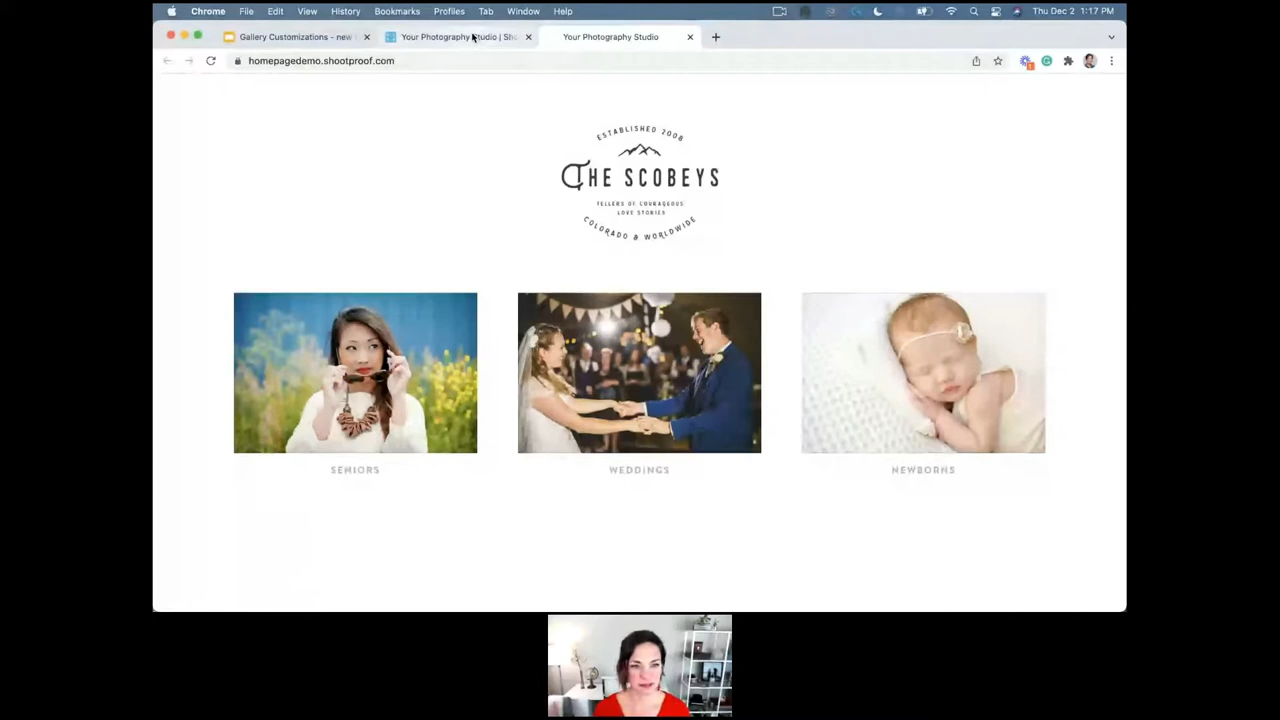 Chrome File Edit View History Bookmarks Profiles Tab Window Help Thu Dec 2 1:17 PM
Gallery Customizations - new
Your Photography Studio | Sho
Your Photography Studio
homepagedemo.shootproof.com
ESTABLISHED 2008
THE SCOBEYS
TELLERS OF COURAGEOUS
LOVE STORIES
COLORADO & WORLDWIDE
SENIORS
WEDDINGS
NEWBORNS